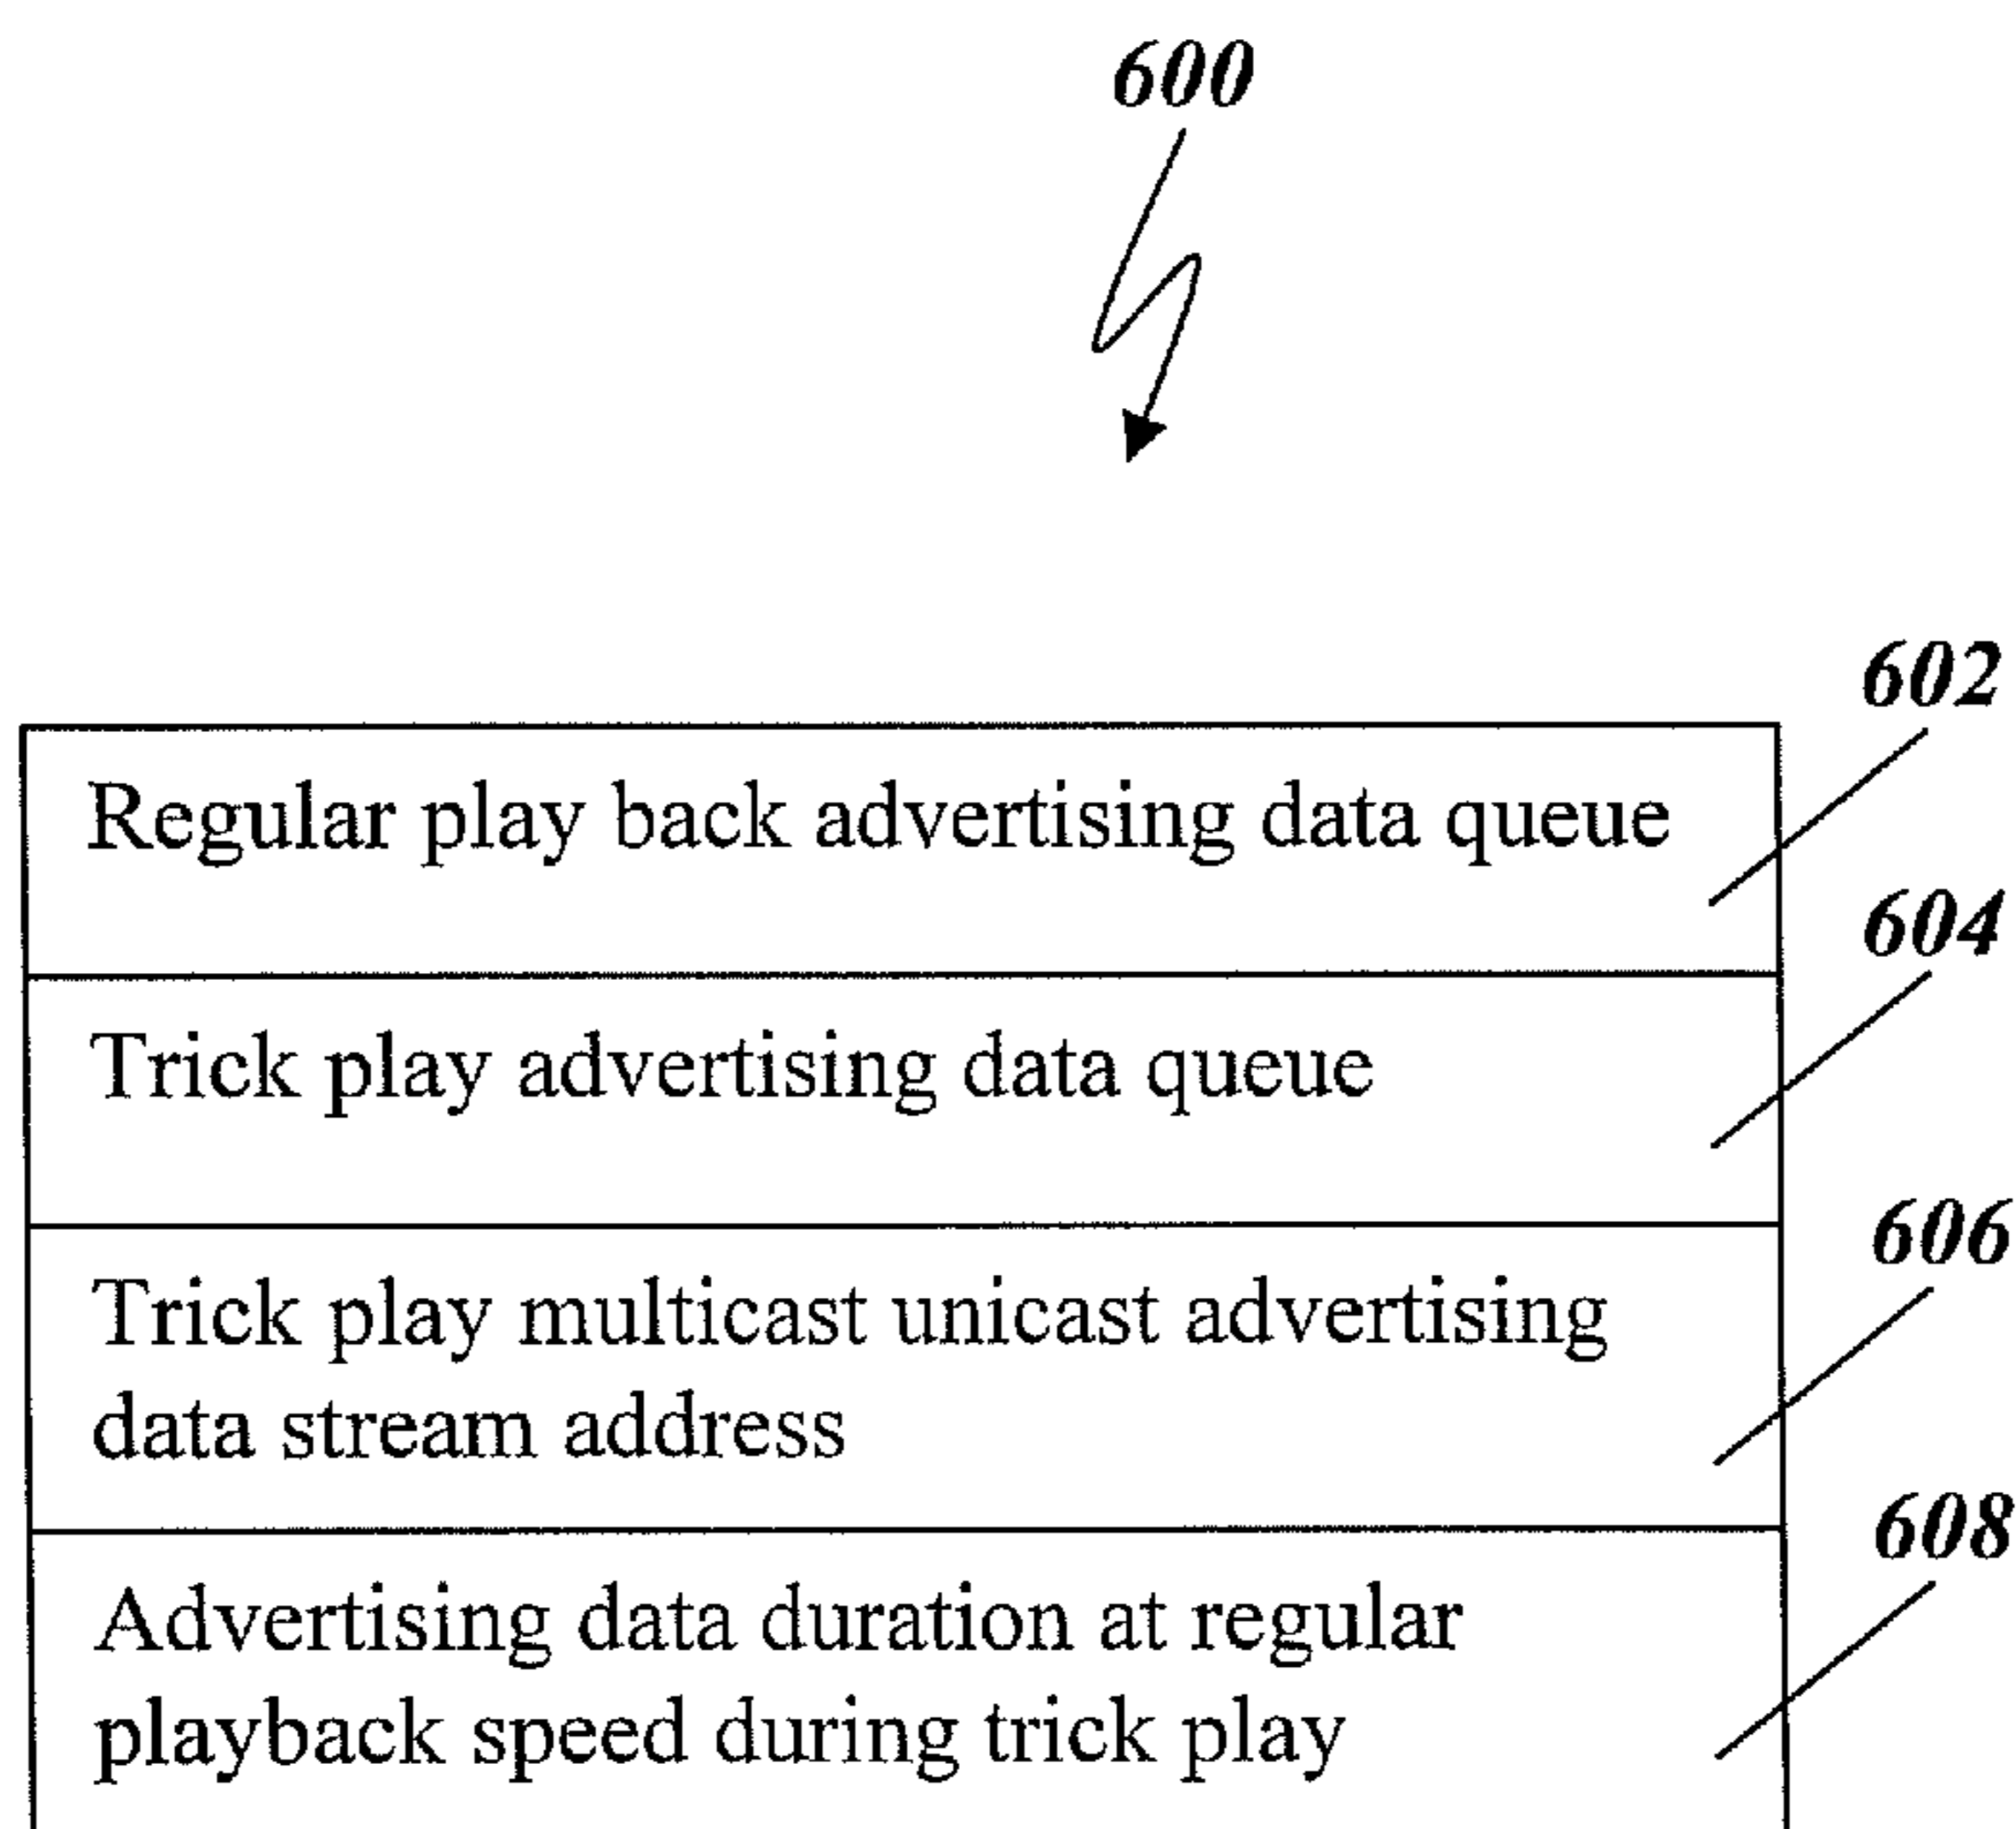 600
602
Regular play back advertising data queue
604
Trick play advertising data queue
606
Trick play multicast unicast advertising
data stream address
608
Advertising data duration at regular
playback speed during trick play